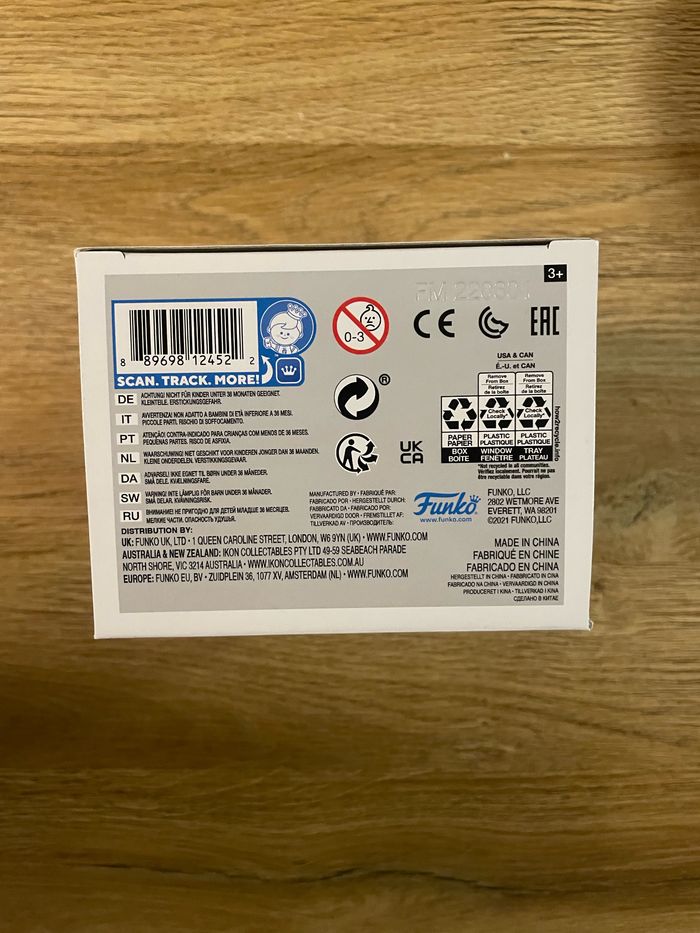 3+
0-3
CE
EAC
8 89698 12452 2
SCAN. TRACK. MORE!
USA & CAN
É.-U. et CAN
Remove From Box
Retirez de la boîte
Check Locally*
PAPER
PAPIER
BOX
BOITE
Remove From Box
Retirez de la boîte
Check Locally*
PLASTIC
PLASTIQUE
WINDOW
FENÊTRE
PLASTIC
PLASTIQUE
TRAY
PLATEAU
*Not recycled in all communities.
Vérifiez localement. Pourrait ne pas
être recyclable dans votre région.
how2recycle.info
UK
CA
DE ACHTUNG! NICHT FÜR KINDER UNTER 36 MONATEN GEEIGNET.
KLEINTEILE. ERSTICKUNGSGEFAHR.
IT AVVERTENZA! NON ADATTO A BAMBINI DI ETÀ INFERIORE A 36 MESI.
PICCOLE PARTI. RISCHIO DI SOFFOCAMENTO.
PT ATENÇÃO! CONTRA-INDICADO PARA CRIANÇAS COM MENOS DE 36 MESES.
PEQUENAS PARTES. RISCO DE ASFIXIA.
NL WAARSCHUWING! NIET GESCHIKT VOOR KINDEREN JONGER DAN 36 MAANDEN.
KLEINE ONDERDELEN. VERSTIKKINGSGEVAAR.
DA ADVARSEL! IKKE EGNET TIL BØRN UNDER 36 MÅNEDER.
SMÅ DELE. KVÆLNINGSFARE.
SW VARNING! INTE LÄMPLIG FÖR BARN UNDER 36 MÅNADER.
SMÅ DELAR. KVÄVNINGSRISK.
RU ВНИМАНИЕ! НЕ ПРИГОДНО ДЛЯ ДЕТЕЙ МЛАДШЕ 36 МЕСЯЦЕВ.
МЕЛКИЕ ЧАСТИ, ОПАСНОСТЬ УДУШЬЯ.
MANUFACTURED BY • FABRIQUÉ PAR:
FABRICADO POR • HERGESTELLT DURCH:
FABBRICATO DA • FABRICADO POR:
VERVAARDIGD DOOR • FREMSTILLET AF:
TILLVERKAD AV • ПРОИЗВОДИТЕЛЬ:
Funko
www.funko.com
FUNKO, LLC
2802 WETMORE AVE
EVERETT, WA 98201
©2021 FUNKO,LLC
DISTRIBUTION BY:
UK: FUNKO UK, LTD • 1 QUEEN CAROLINE STREET, LONDON, W6 9YN (UK) • WWW.FUNKO.COM
AUSTRALIA & NEW ZEALAND: IKON COLLECTABLES PTY LTD 49-59 SEABEACH PARADE
NORTH SHORE, VIC 3214 AUSTRALIA • WWW.IKONCOLLECTABLES.COM.AU
EUROPE: FUNKO EU, BV • ZUIDPLEIN 36, 1077 XV, AMSTERDAM (NL) • WWW.FUNKO.COM
MADE IN CHINA
FABRIQUÉ EN CHINE
FABRICADO EN CHINA
HERGESTELLT IN CHINA • FABBRICATO IN CINA
FABRICADO NA CHINA • VERVAARDIGD IN CHINA
PRODUCERET I KINA • TILLVERKAD I KINA
СДЕЛАНО В КИТАЕ